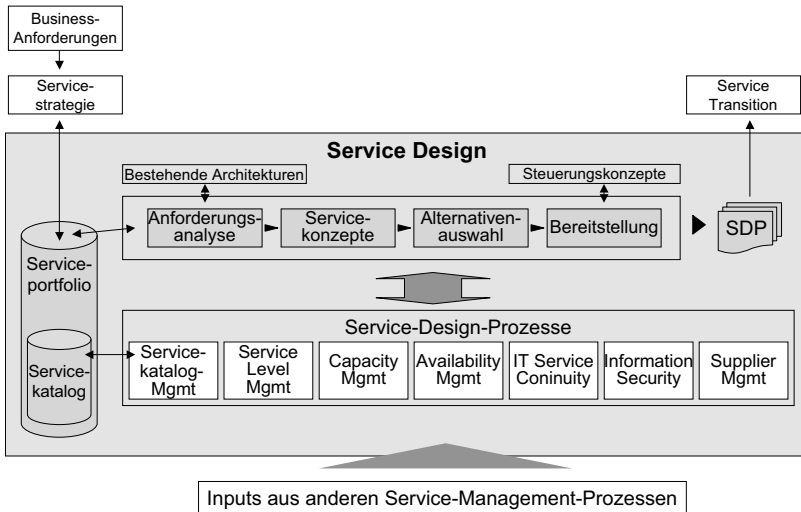 Business-
Anforderungen
Service-
strategie
Service
Transition
Service Design
Bestehende Architekturen
Steuerungskonzepte
Anforderungs-
analyse
Service-
konzepte
Alternativen-
auswahl
Bereitstellung
SDP
Service-
portfolio
Service-
katalog
Service-Design-Prozesse
Service-
katalog-
Mgmt
Service
Level
Mgmt
Capacity
Mgmt
Availability
Mgmt
IT Service
Coninuity
Information
Security
Supplier
Mgmt
Inputs aus anderen Service-Management-Prozessen